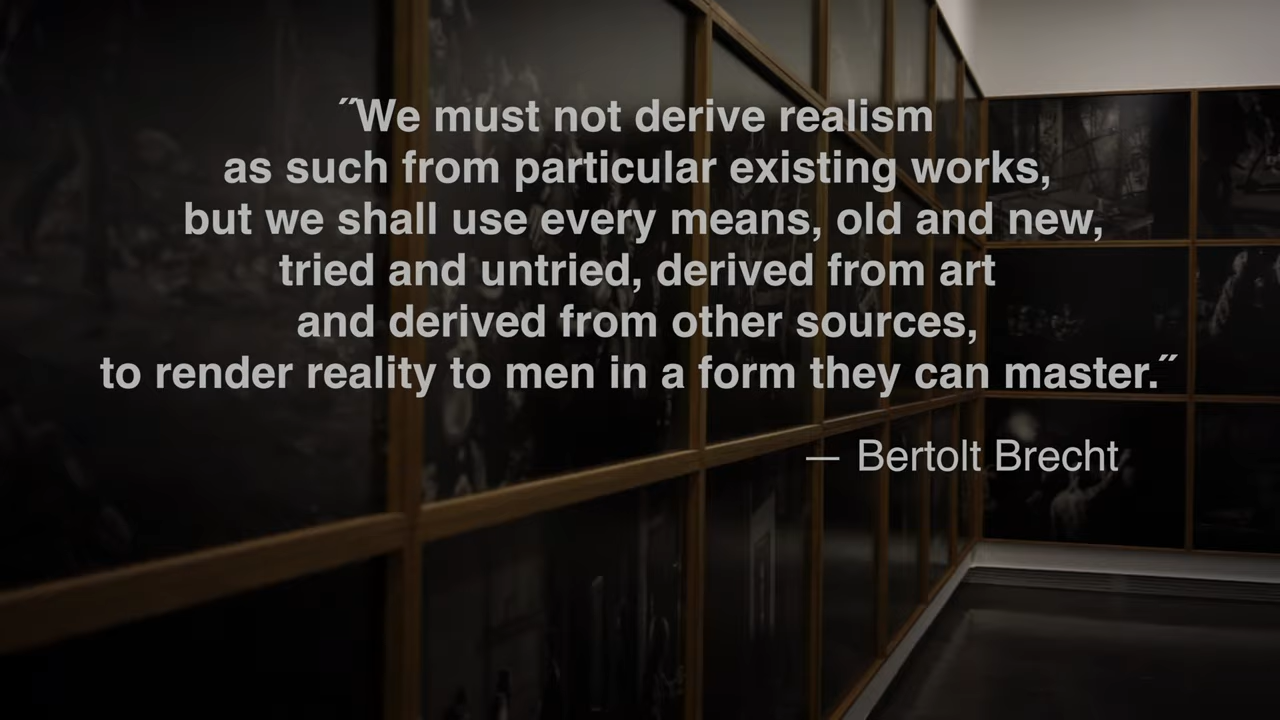 ˝We must not derive realism
as such from particular existing works,
but we shall use every means, old and new,
tried and untried, derived from art
and derived from other sources,
to render reality to men in a form they can master.˝
— Bertolt Brecht